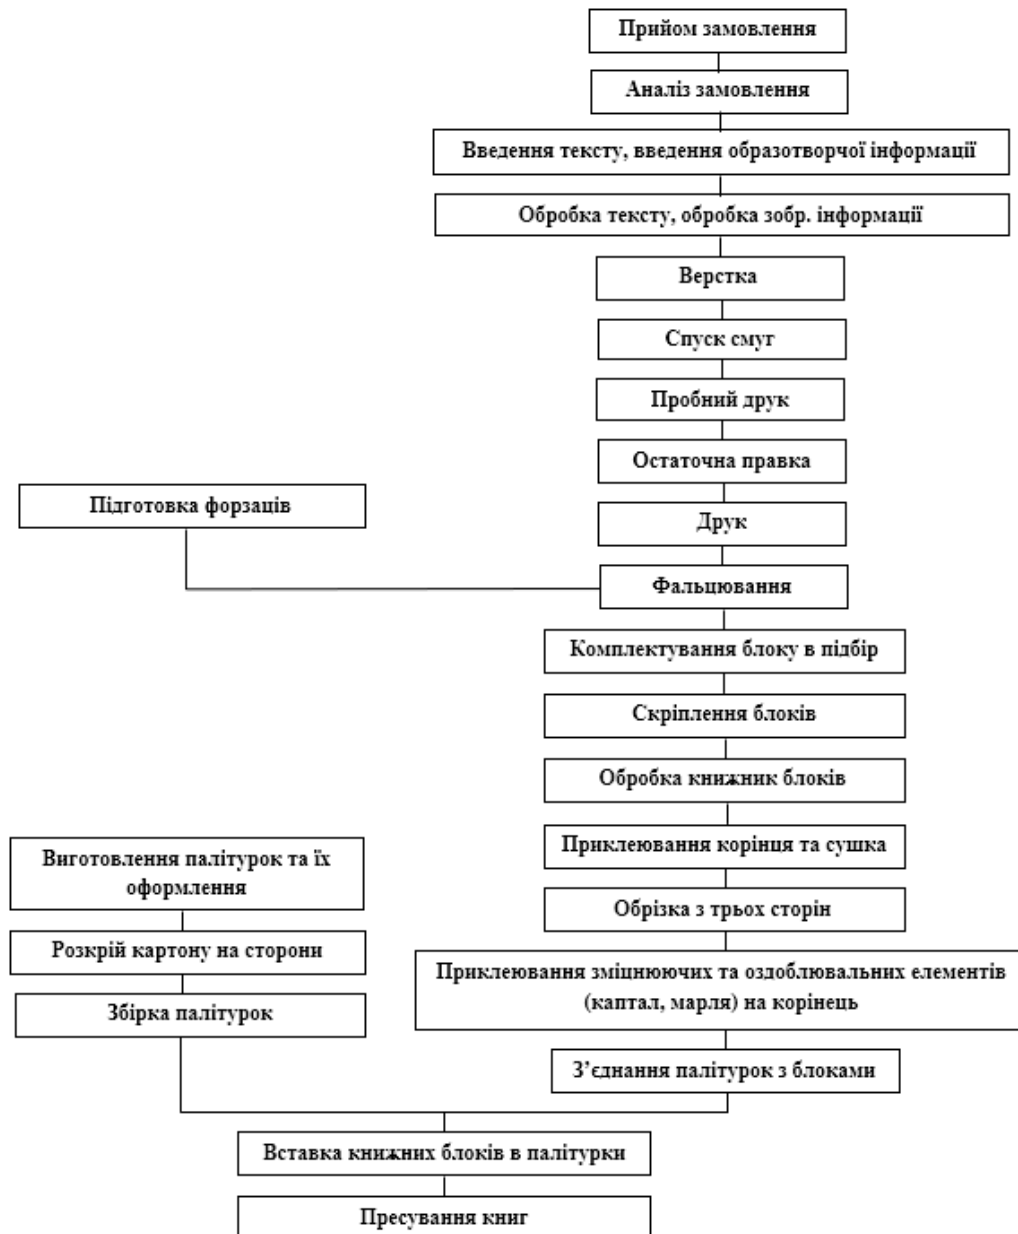 Прийом замовлення
Аналіз замовлення
Введення тексту, введення образотворчої інформації
Обробка тексту, обробка зобр. інформації
Верстка
Спуск смуг
Пробний друк
Остаточна правка
Підготовка форзаців
Друк
Фальцювання
Комплектування блоку в підбір
Скріплення блоків
Обробка книжник блоків
Приклеювання корінця та сушка
Виготовлення палітурок та їх
оформлення
Обрізка з трьох сторін
Розкрій картону на сторони
Приклеювання зміцнюючих та оздоблювальних елементів
(каптал, марля) на корінець
Збірка палітурок
З’єднання палітурок з блоками
Вставка книжних блоків в палітурки
Пресування книг